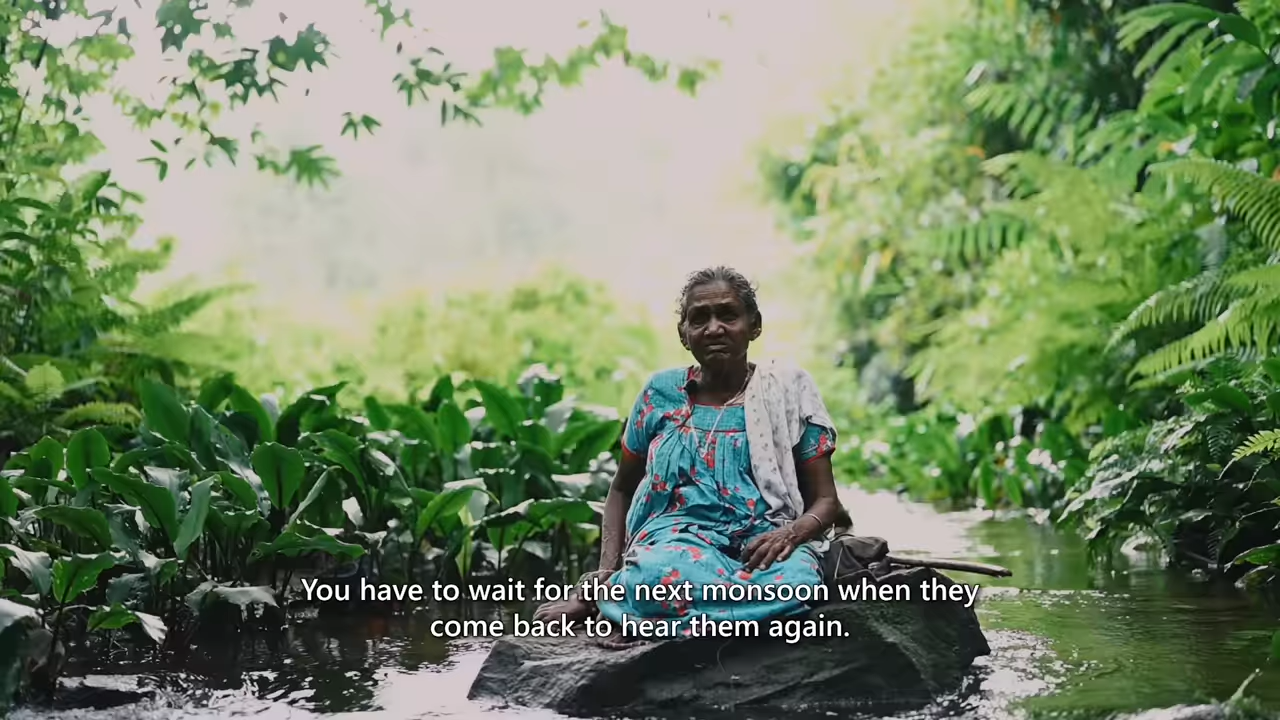 You have to wait for the next monsoon when they
come back to hear them again.